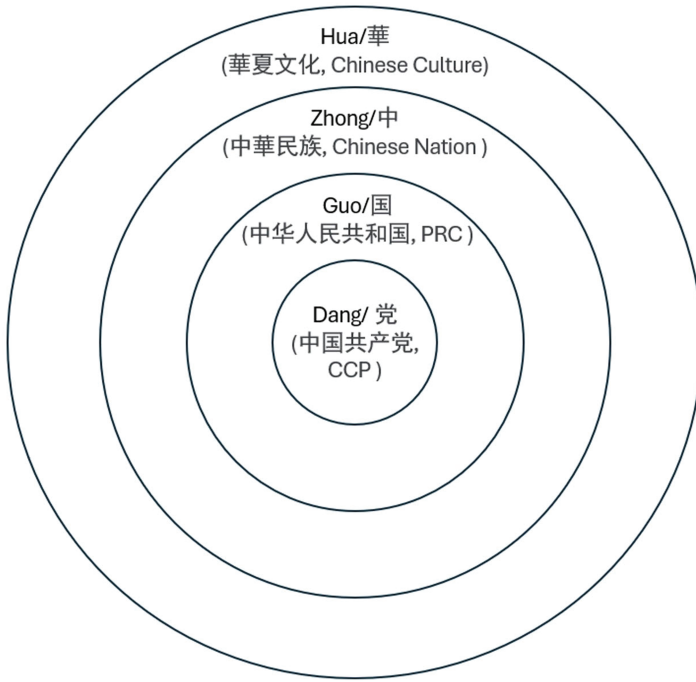 Hua/華
(華夏文化, Chinese Culture)
Zhong/中
(中華民族, Chinese Nation )
Guo/国
(中华人民共和国, PRC )
Dang/ 党
(中国共产党,
CCP )